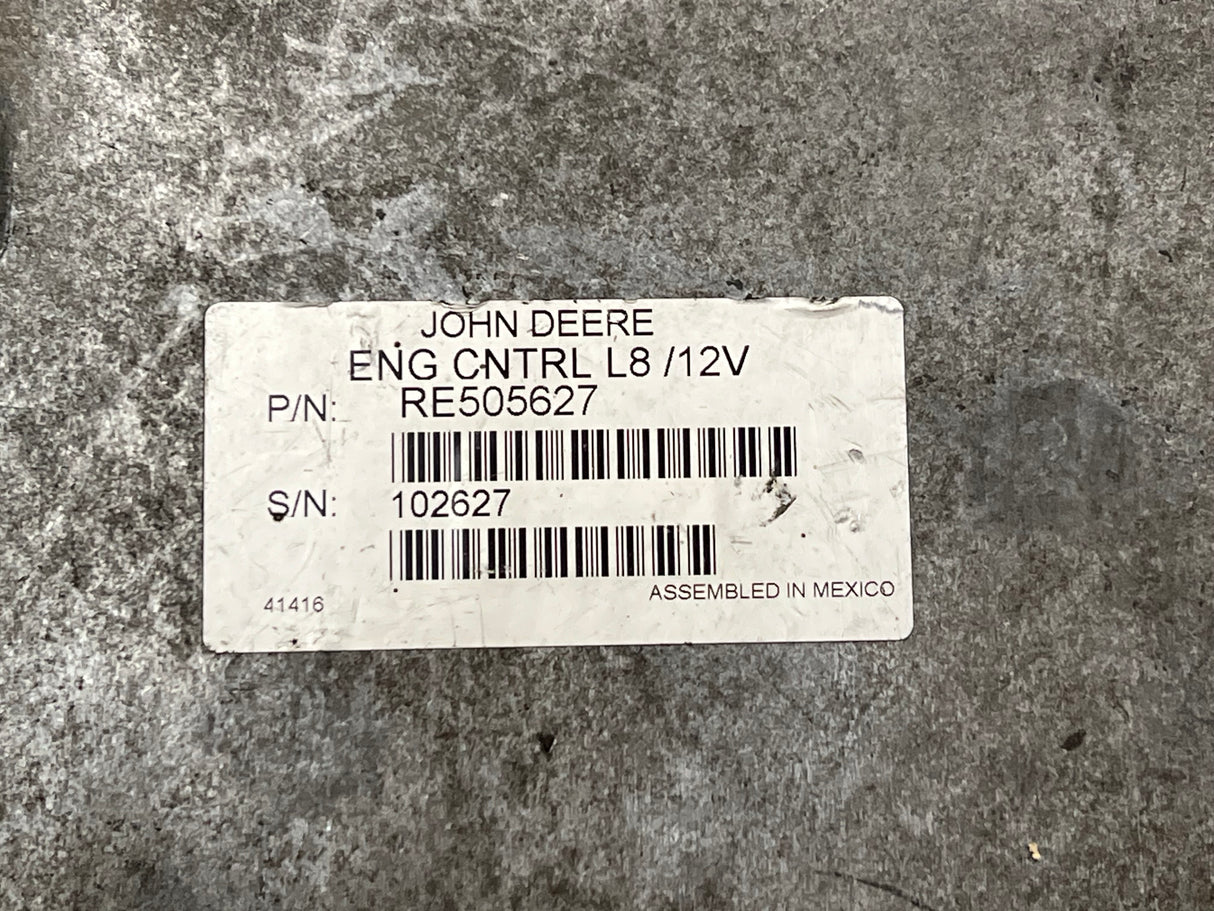 JOHN DEERE
ENG CNTRL L8 /12V
P/N: RE505627
S/N: 102627
41416
ASSEMBLED IN MEXICO